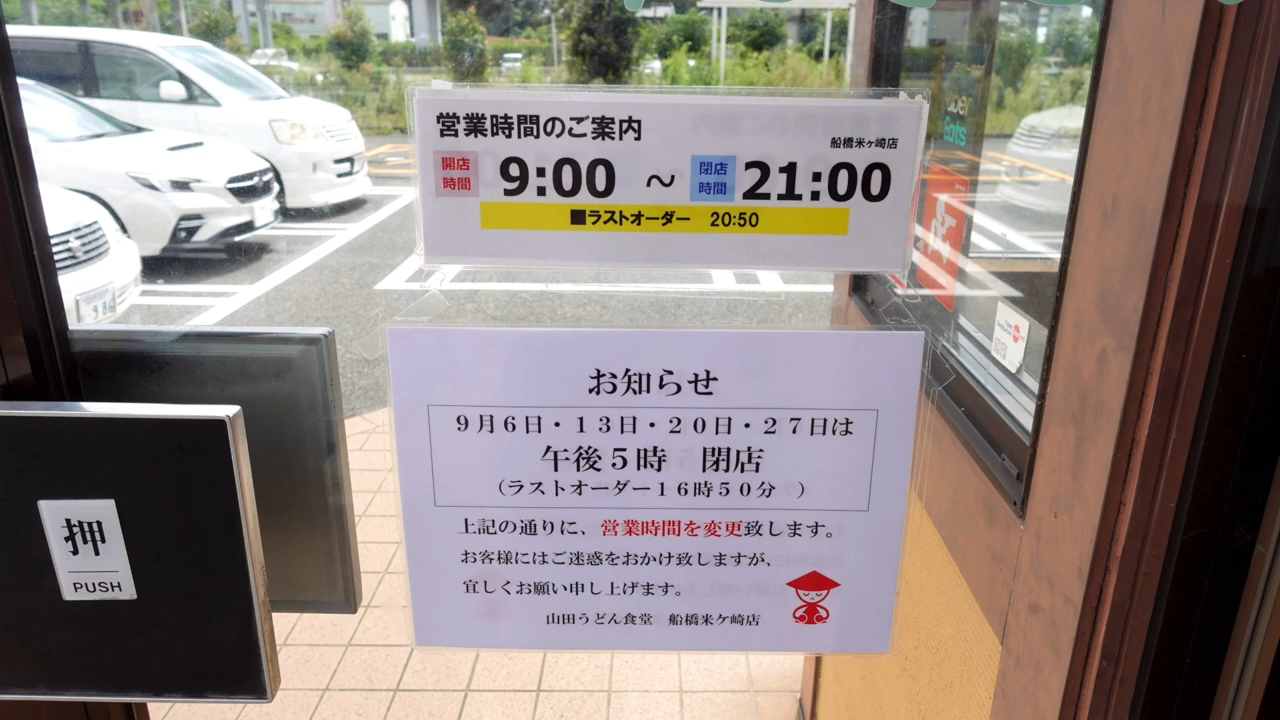 営業時間のご案内
船橋米ヶ崎店
開店時間 9:00 ～ 閉店時間 21:00
■ラストオーダー 20:50
お知らせ
９月６日・１３日・２０日・２７日は
午後５時　閉店
（ラストオーダー１６時５０分　）
上記の通りに、営業時間を変更致します。
お客様にはご迷惑をおかけ致しますが、
宜しくお願い申し上げます。
山田うどん食堂　船橋米ケ崎店
押
PUSH